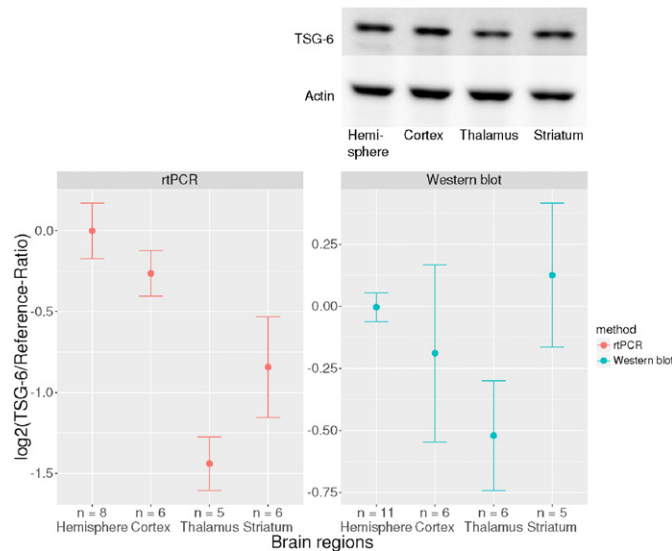 TSG-6
Actin
Hemi-
sphere
Cortex
Thalamus
Striatum
rtPCR
Western blot
log2(TSG-6/Reference-Ratio)
0.0
-0.5
-1.0
-1.5
0.25
0.00
-0.25
-0.50
-0.75
n = 8
Hemisphere
n = 6
Cortex
n = 5
Thalamus
n = 6
Striatum
n = 11
Hemisphere
n = 6
Cortex
n = 6
Thalamus
n = 5
Striatum
Brain regions
method
rtPCR
Western blot